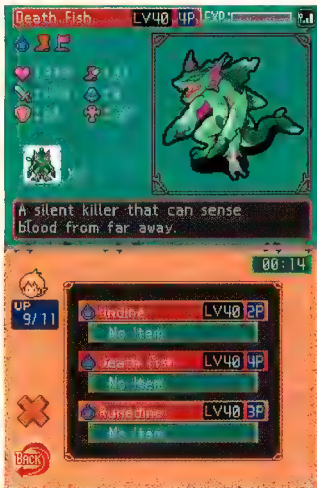 Death Fish LV40 4P EXP
A silent killer that can sense
blood from far away.
00:14
UP
9/11
Undine LV40 2P
No Item
Death Fish LV40 4P
No Item
LV40 3P
No Item
BACK